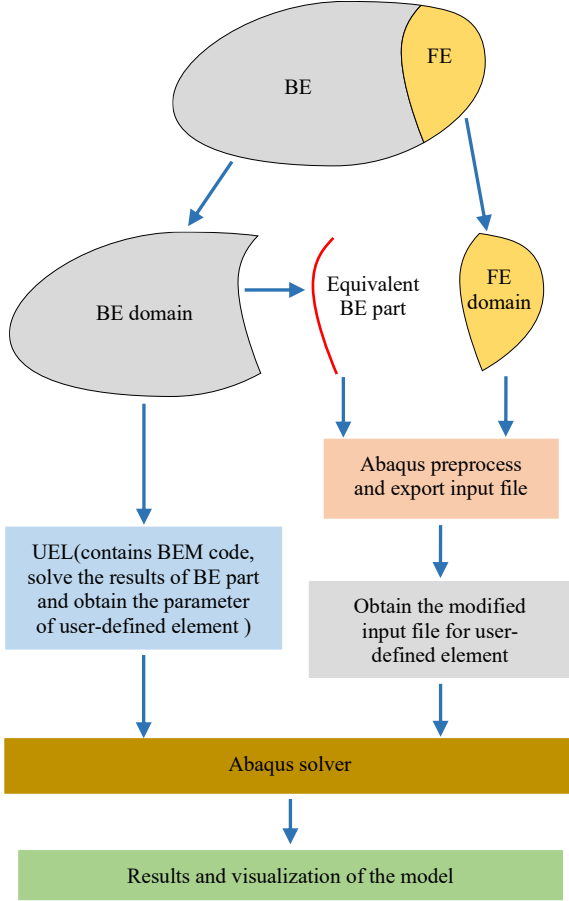 BE
FE
BE domain
Equivalent
BE part
FE
domain
Abaqus preprocess
and export input file
UEL(contains BEM code,
solve the results of BE part
and obtain the parameter
of user-defined element )
Obtain the modified
input file for user-
defined element
Abaqus solver
Results and visualization of the model